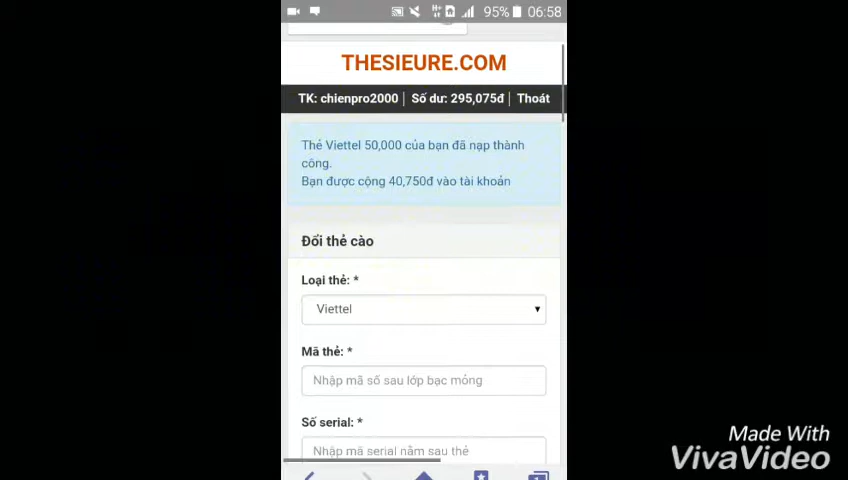 95% 06:58
THESIEURE.COM
TK: chienpro2000 | Số dư: 295,075đ | Thoát
Thẻ Viettel 50,000 của bạn đã nạp thành
công.
Bạn được cộng 40,750đ vào tài khoản
Đổi thẻ cào
Loại thẻ: *
Viettel
Mã thẻ: *
Nhập mã số sau lớp bạc mỏng
Số serial: *
Nhập mã serial nằm sau thẻ
1
Made With
VivaVideo